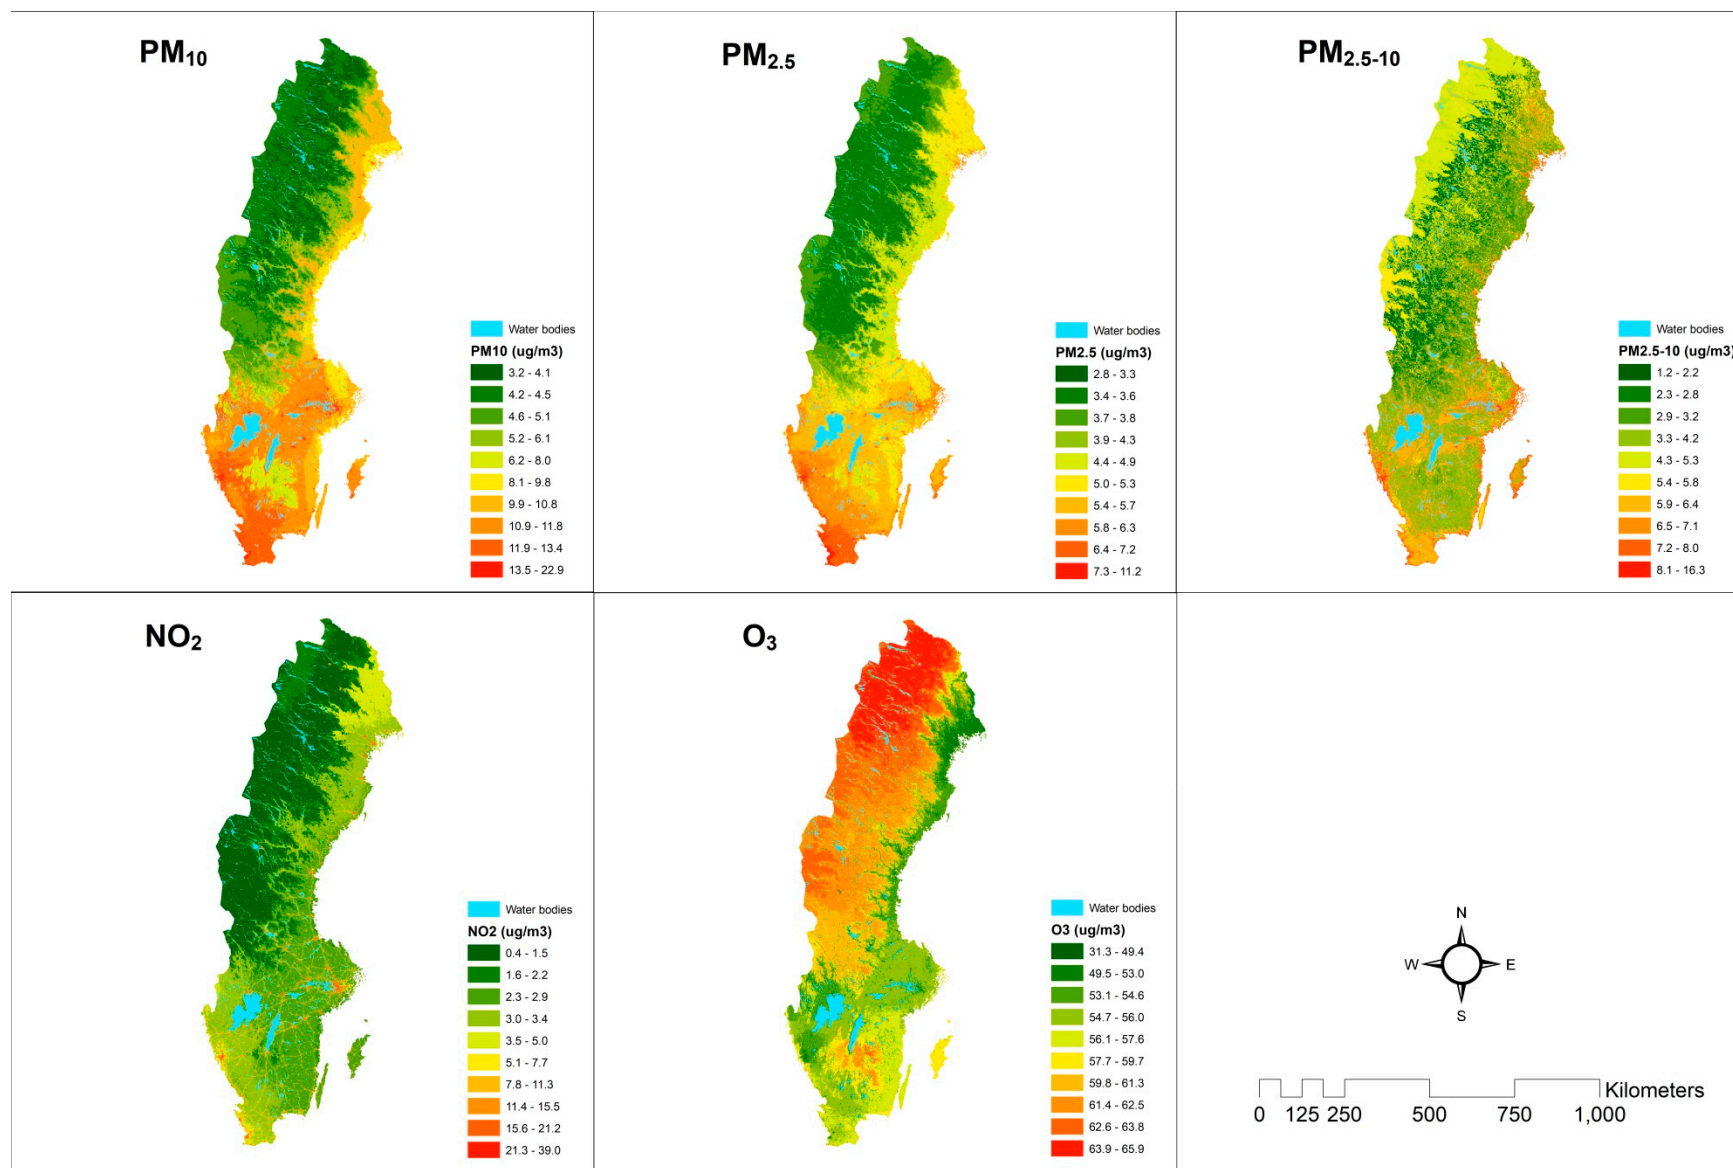 PM10
Water bodies
PM10 (ug/m3)
3.2 - 4.1
4.2 - 4.5
4.6 - 5.1
5.2 - 6.1
6.2 - 8.0
8.1 - 9.8
9.9 - 10.8
10.9 - 11.8
11.9 - 13.4
13.5 - 22.9
PM2.5
Water bodies
PM2.5 (ug/m3)
2.8 - 3.3
3.4 - 3.6
3.7 - 3.8
3.9 - 4.3
4.4 - 4.9
5.0 - 5.3
5.4 - 5.7
5.8 - 6.3
6.4 - 7.2
7.3 - 11.2
PM2.5-10
Water bodies
PM2.5-10 (ug/m3)
1.2 - 2.2
2.3 - 2.8
2.9 - 3.2
3.3 - 4.2
4.3 - 5.3
5.4 - 5.8
5.9 - 6.4
6.5 - 7.1
7.2 - 8.0
8.1 - 16.3
NO2
Water bodies
NO2 (ug/m3)
0.4 - 1.5
1.6 - 2.2
2.3 - 2.9
3.0 - 3.4
3.5 - 5.0
5.1 - 7.7
7.8 - 11.3
11.4 - 15.5
15.6 - 21.2
21.3 - 39.0
O3
Water bodies
O3 (ug/m3)
31.3 - 49.4
49.5 - 53.0
53.1 - 54.6
54.7 - 56.0
56.1 - 57.6
57.7 - 59.7
59.8 - 61.3
61.4 - 62.5
62.6 - 63.8
63.9 - 65.9
N
W E
S
Kilometers
0 125 250 500 750 1,000